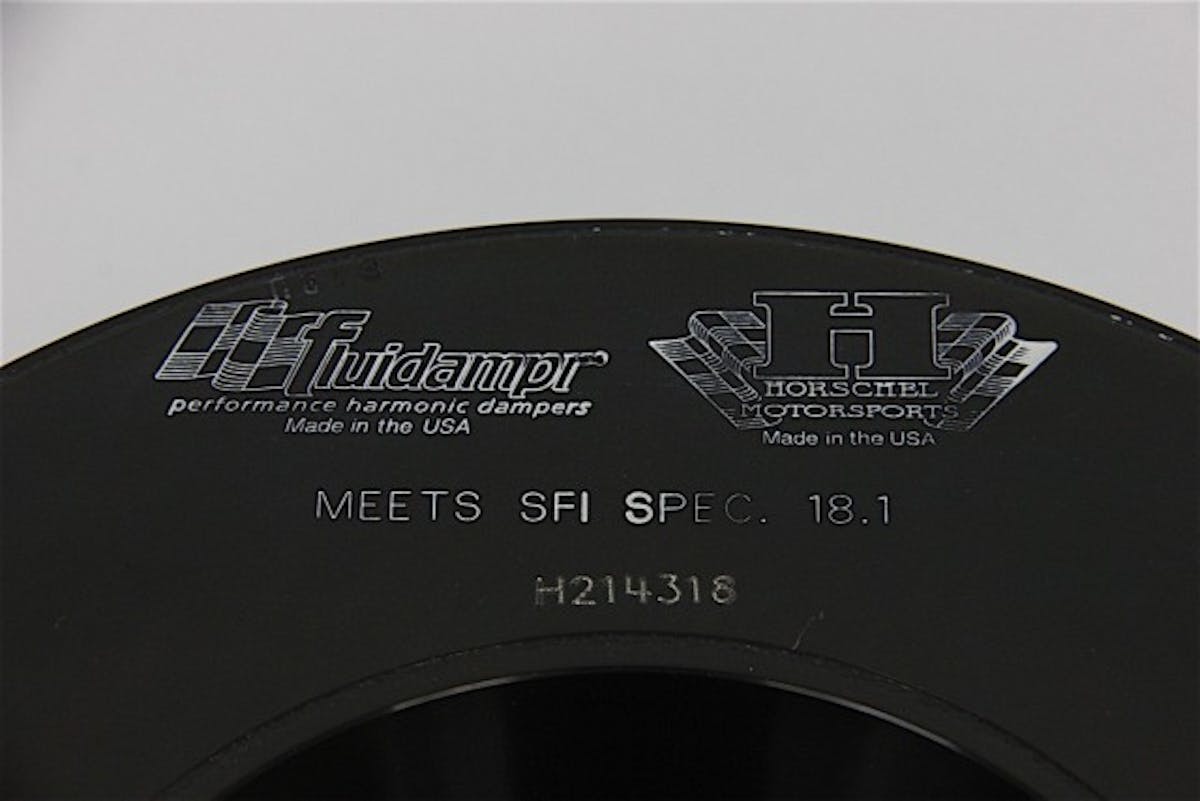 fluidampr
performance harmonic dampers
Made in the USA
H
HORSCHEL
MOTORSPORTS
Made in the USA
MEETS SFI SPEC. 18.1
H214318